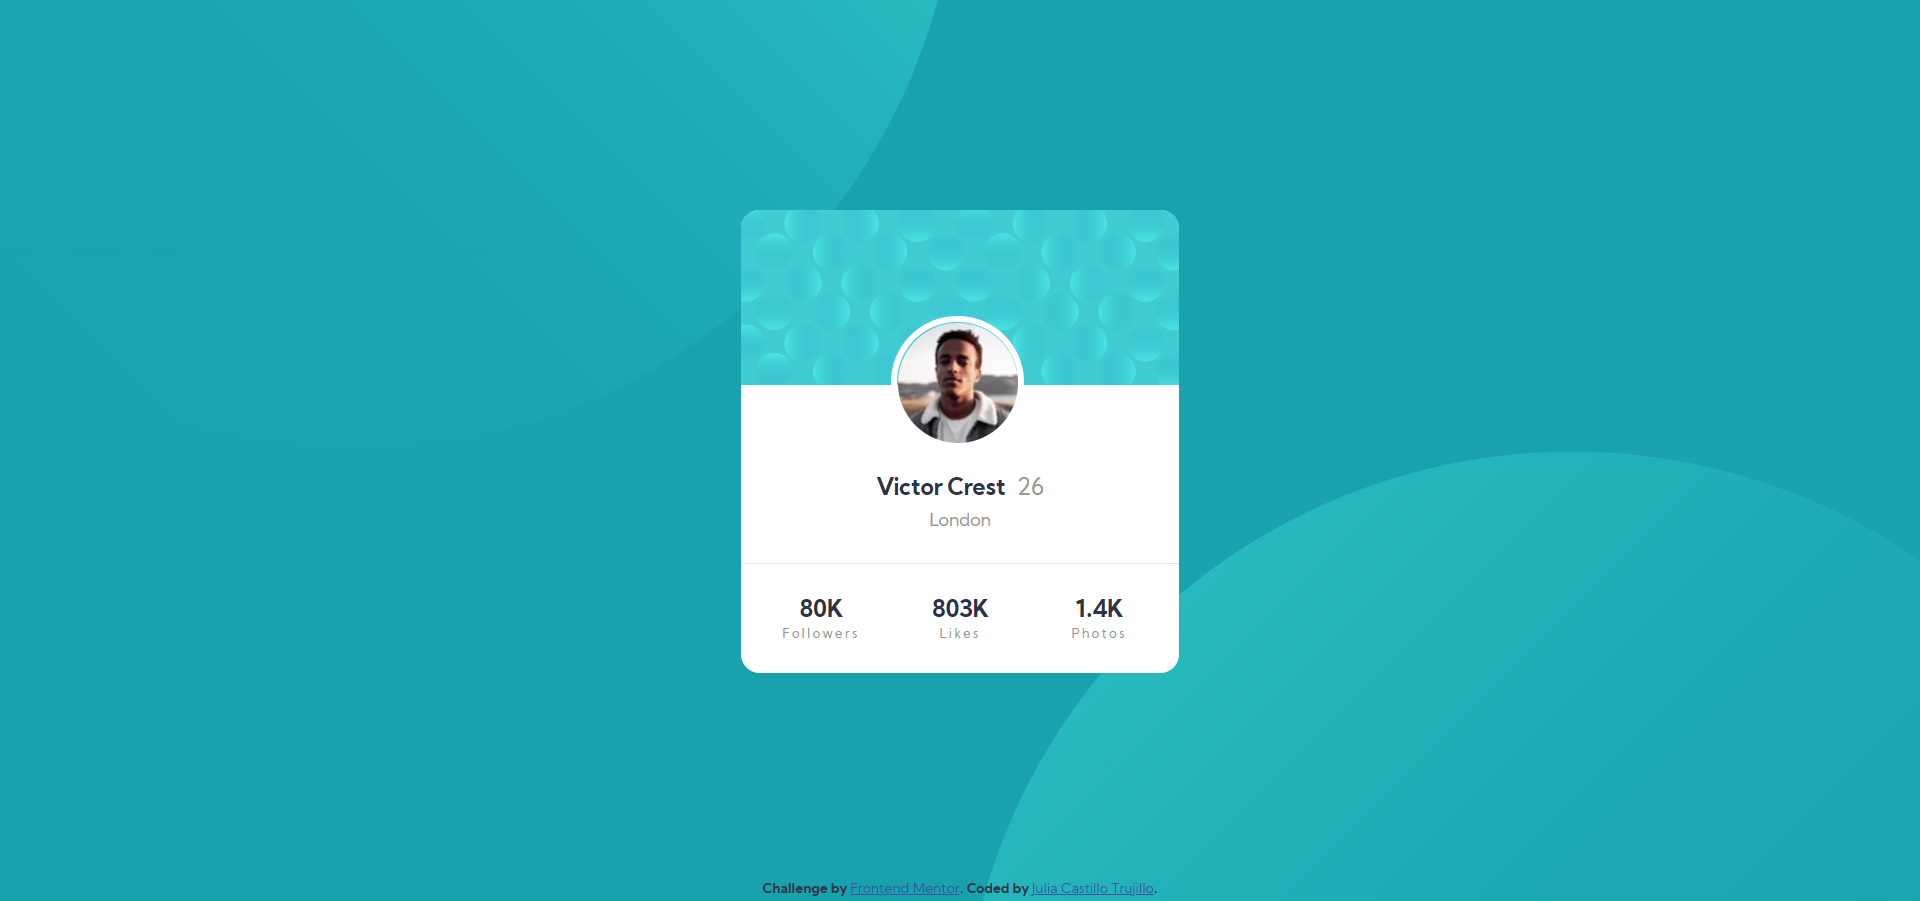 Victor Crest 26
London
80K 803K 1.4K
Followers Likes Photos
Challenge by Frontend Mentor. Coded by Julia Castillo Trujillo.